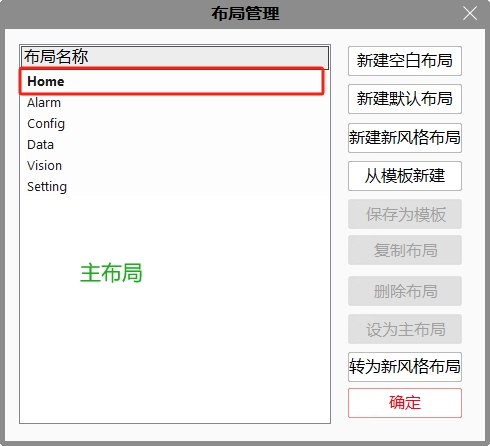 布局管理
布局名称
Home
Alarm
Config
Data
Vision
Setting
主布局
新建空白布局
新建默认布局
新建新风格布局
从模板新建
保存为模板
复制布局
删除布局
设为主布局
转为新风格布局
确定